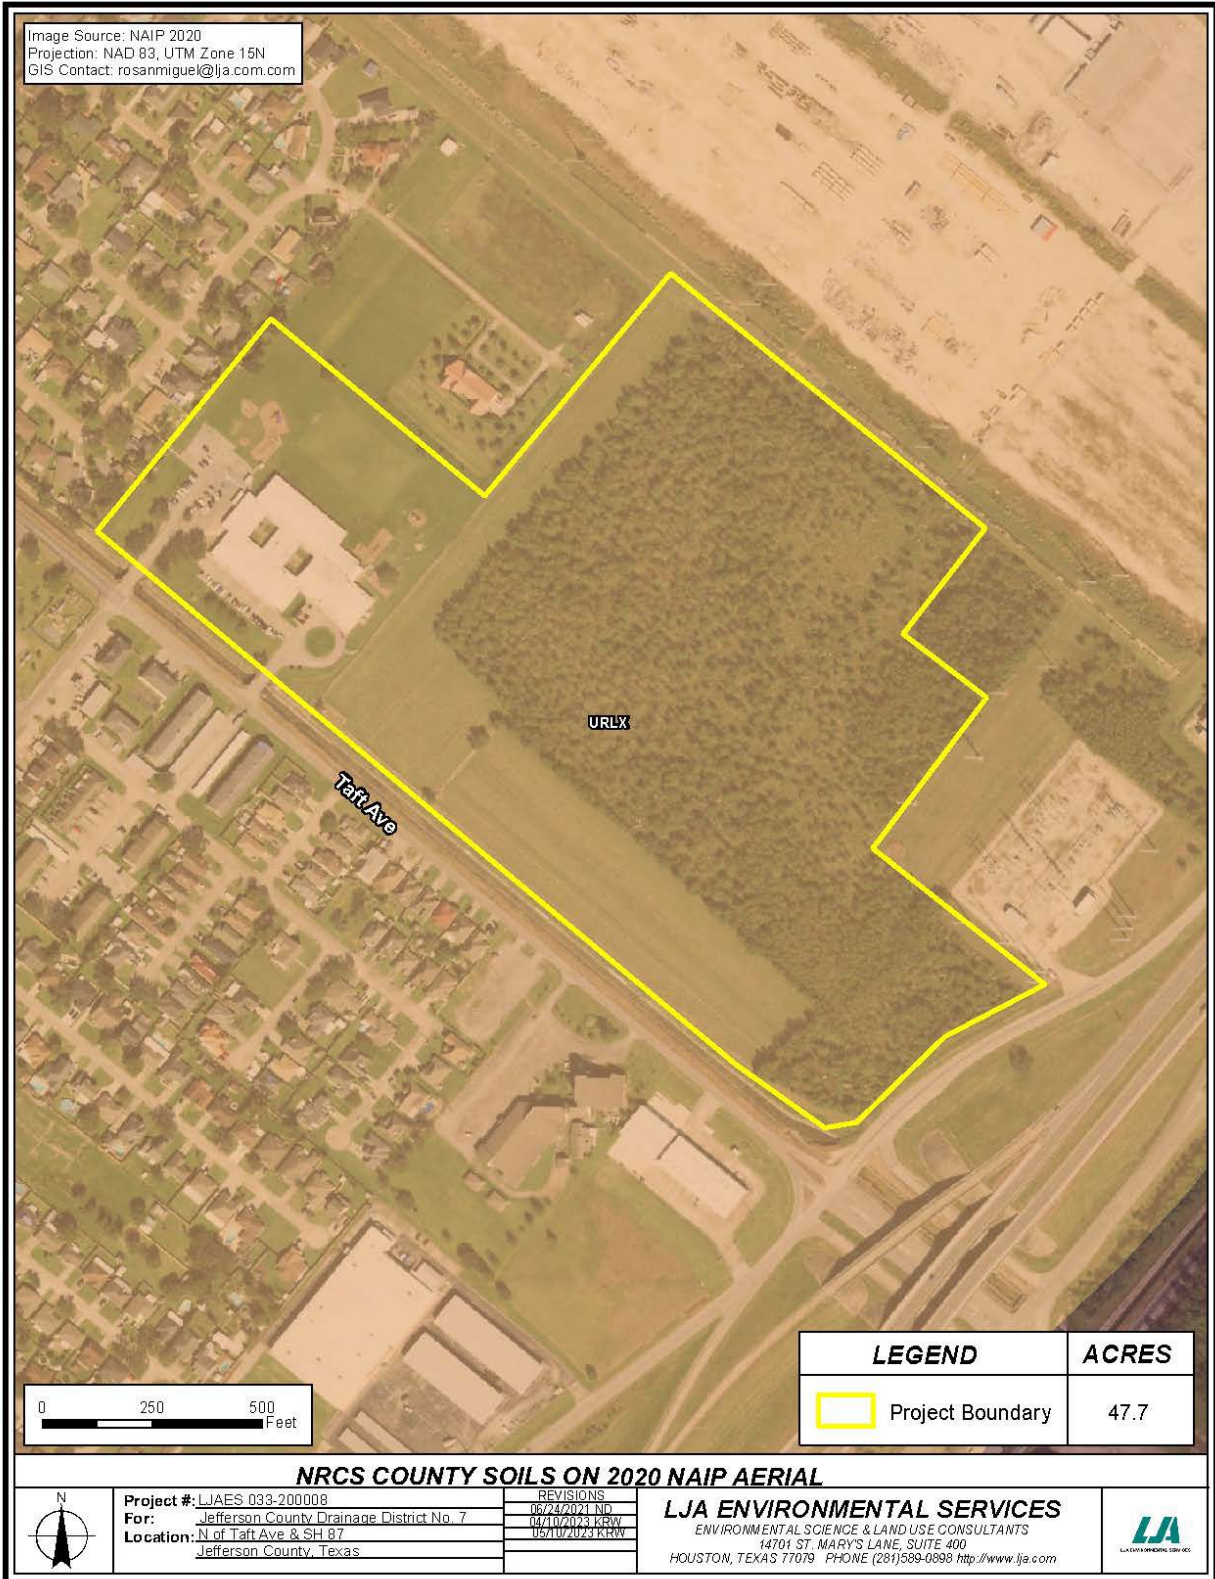 Image Source: NAIP 2020
Projection: NAD 83, UTM Zone 15N
GIS Contact: rosanmiguel@lja.com.com
URLX
Taft Ave
LEGEND ACRES
Project Boundary 47.7
0 250 500
Feet
NRCS COUNTY SOILS ON 2020 NAIP AERIAL
N
Project #: LJAES 033-200008
For: Jefferson County Drainage District No. 7
Location: N of Taft Ave & SH 87
Jefferson County, Texas
REVISIONS
06/24/2021 ND
04/10/2023 KRW
05/10/2023 KRW
LJA ENVIRONMENTAL SERVICES
ENVIRONMENTAL SCIENCE & LAND USE CONSULTANTS
14701 ST. MARY'S LANE, SUITE 400
HOUSTON, TEXAS 77079 PHONE (281)589-0898 http://www.lja.com
LJA
LJA ENVIRONMENTAL SERVICES